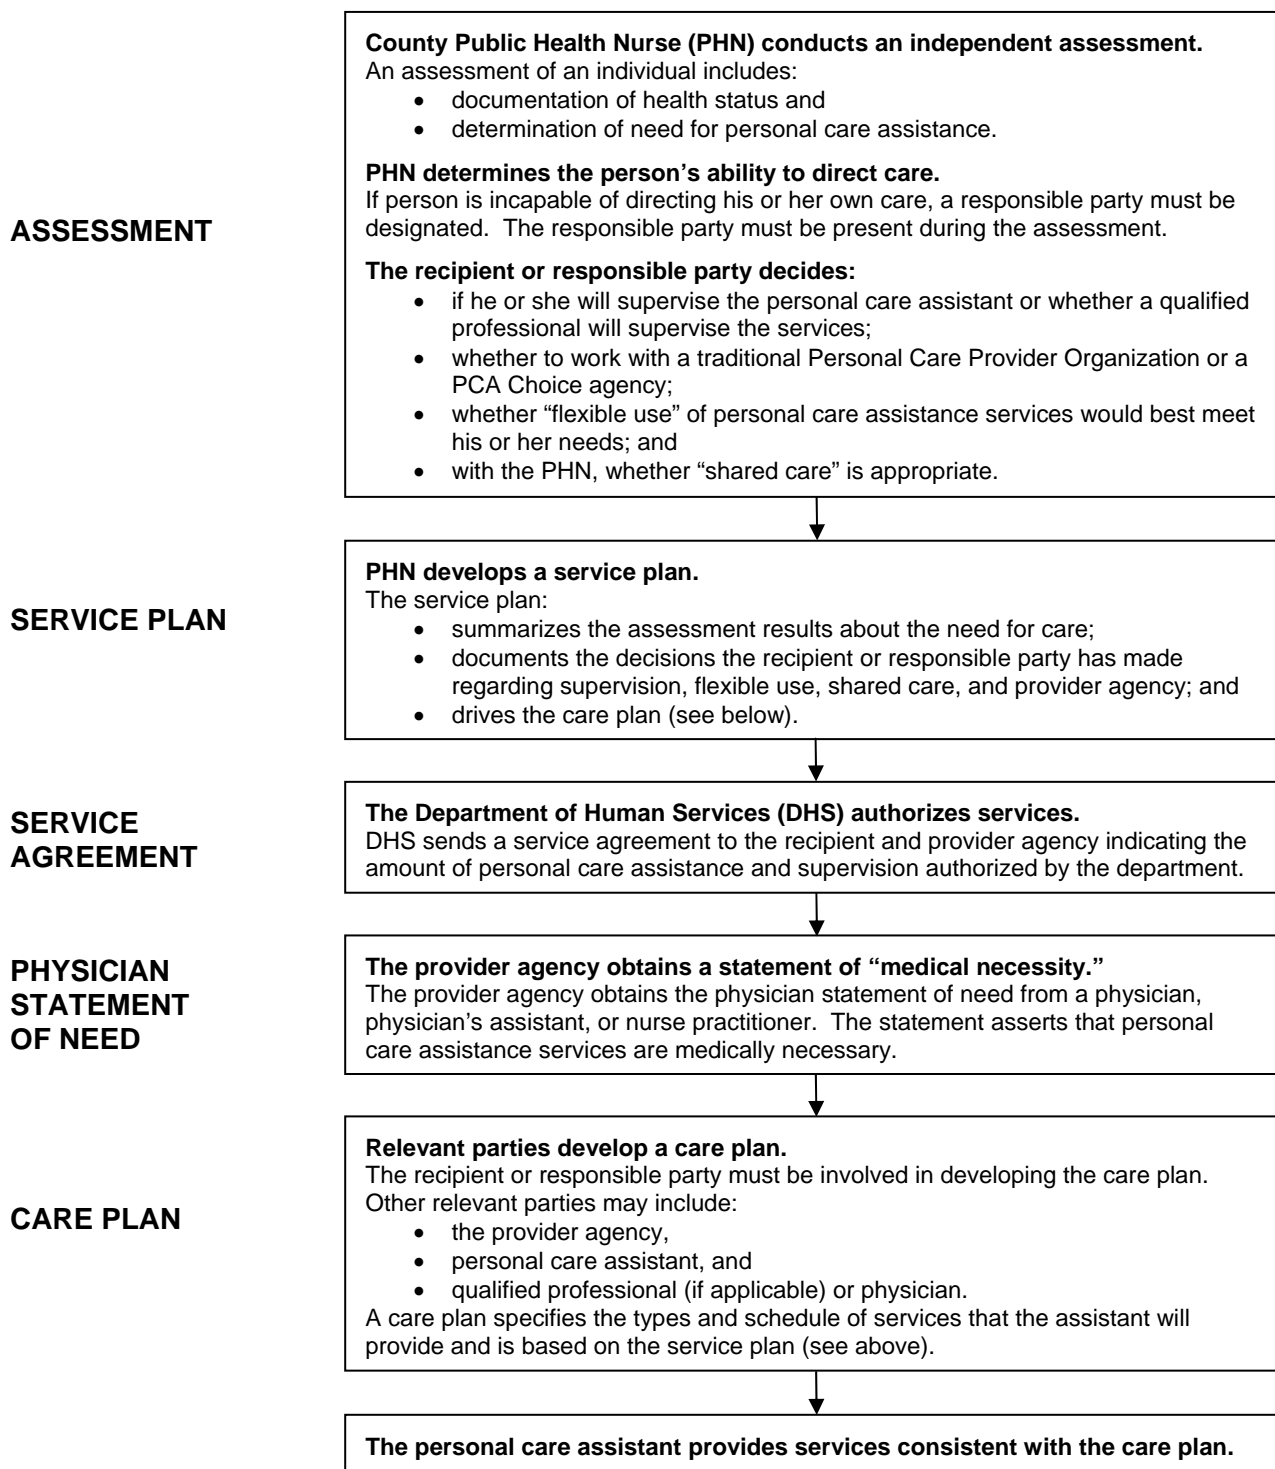 County Public Health Nurse (PHN) conducts an independent assessment.
An assessment of an individual includes:
• documentation of health status and
• determination of need for personal care assistance.
PHN determines the person’s ability to direct care.
If person is incapable of directing his or her own care, a responsible party must be
designated.  The responsible party must be present during the assessment.
ASSESSMENT
The recipient or responsible party decides:
• if he or she will supervise the personal care assistant or whether a qualified
professional will supervise the services;
• whether to work with a traditional Personal Care Provider Organization or a
PCA Choice agency;
• whether “flexible use” of personal care assistance services would best meet
his or her needs; and
• with the PHN, whether “shared care” is appropriate.
PHN develops a service plan.
The service plan:
SERVICE PLAN
• summarizes the assessment results about the need for care;
• documents the decisions the recipient or responsible party has made
regarding supervision, flexible use, shared care, and provider agency; and
• drives the care plan (see below).
SERVICE
AGREEMENT
The Department of Human Services (DHS) authorizes services.
DHS sends a service agreement to the recipient and provider agency indicating the
amount of personal care assistance and supervision authorized by the department.
PHYSICIAN
STATEMENT
OF NEED
The provider agency obtains a statement of “medical necessity.”
The provider agency obtains the physician statement of need from a physician,
physician’s assistant, or nurse practitioner.  The statement asserts that personal
care assistance services are medically necessary.
CARE PLAN
Relevant parties develop a care plan.
The recipient or responsible party must be involved in developing the care plan.
Other relevant parties may include:
• the provider agency,
• personal care assistant, and
• qualified professional (if applicable) or physician.
A care plan specifies the types and schedule of services that the assistant will
provide and is based on the service plan (see above).
The personal care assistant provides services consistent with the care plan.